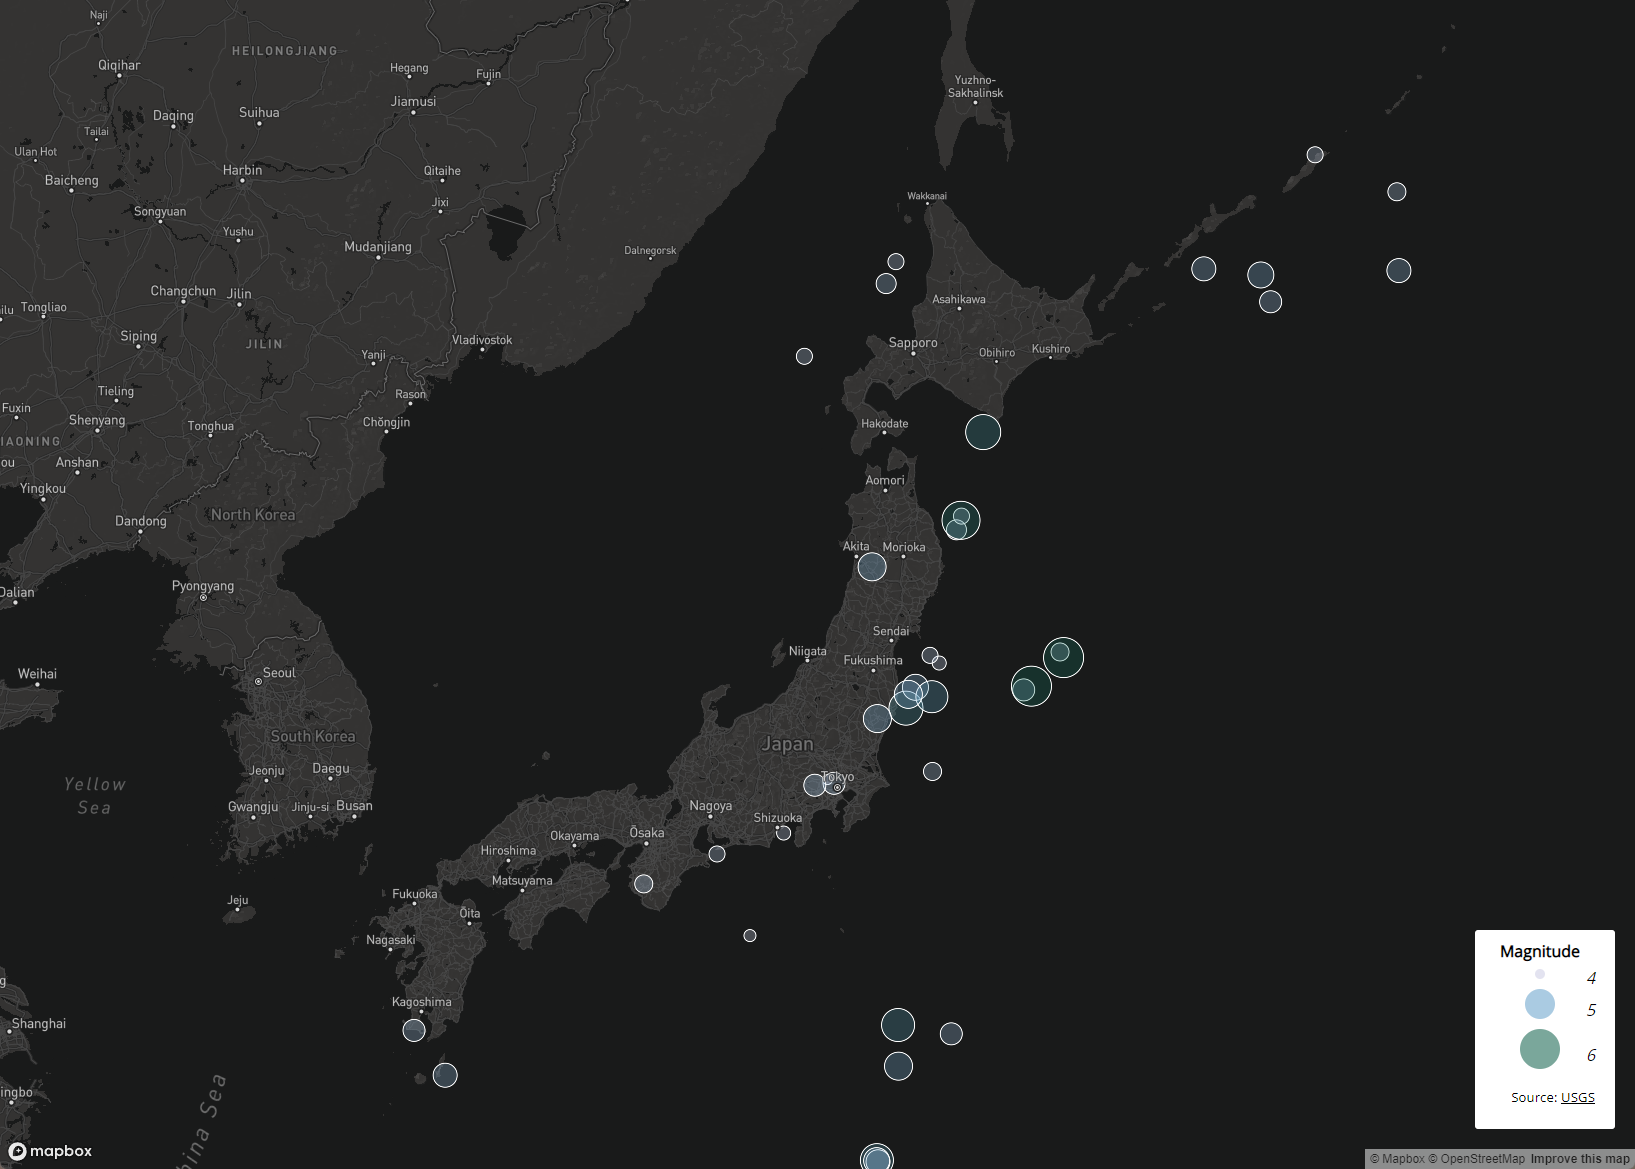 Naji
HEILONGJIANG
Qiqihar
Hegang
Fujin
Yuzhno-
Sakhalinsk
Jiamusi
Daqing
Suihua
Tailai
Ulan Hot
Baicheng
Harbin
Qitaihe
Jixi
Wakkanai
Songyuan
Yushu
Mudanjiang
Dalnegorsk
Changchun
Jilin
Asahikawa
ilu
Tongliao
Siping
JILIN
Vladivostok
Sapporo
Obihiro
Kushiro
Yanji
Tieling
Rason
Fuxin
Shenyang
Tonghua
Chŏngjin
Hakodate
IAONING
ou
Anshan
Aomori
Yingkou
North Korea
Dandong
Akita
Morioka
Pyongyang
Dalian
Sendai
Niigata
Fukushima
Weihai
Seoul
South Korea
Japan
Yellow
Sea
Jeonju
Daegu
Tokyo
Gwangju
Jinju-si
Busan
Nagoya
Shizuoka
Okayama
Ōsaka
Hiroshima
Matsuyama
Jeju
Fukuoka
Ōita
Nagasaki
Magnitude
4
Kagoshima
5
g
Shanghai
6
ingbo
hina Sea
Source: USGS
mapbox
© Mapbox © OpenStreetMap Improve this map